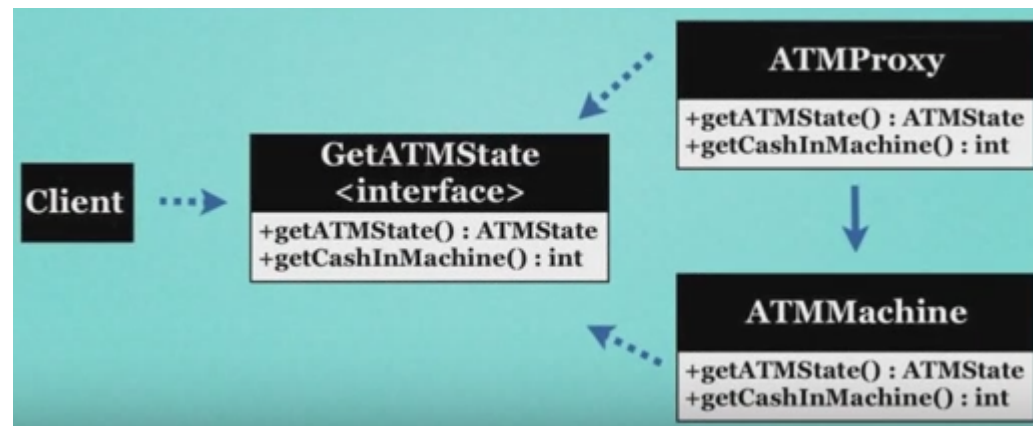 Client
GetATMState
<interface>
+getATMState() : ATMState
+getCashInMachine() : int
ATMProxy
+getATMState() : ATMState
+getCashInMachine() : int
ATMMachine
+getATMState() : ATMState
+getCashInMachine() : int